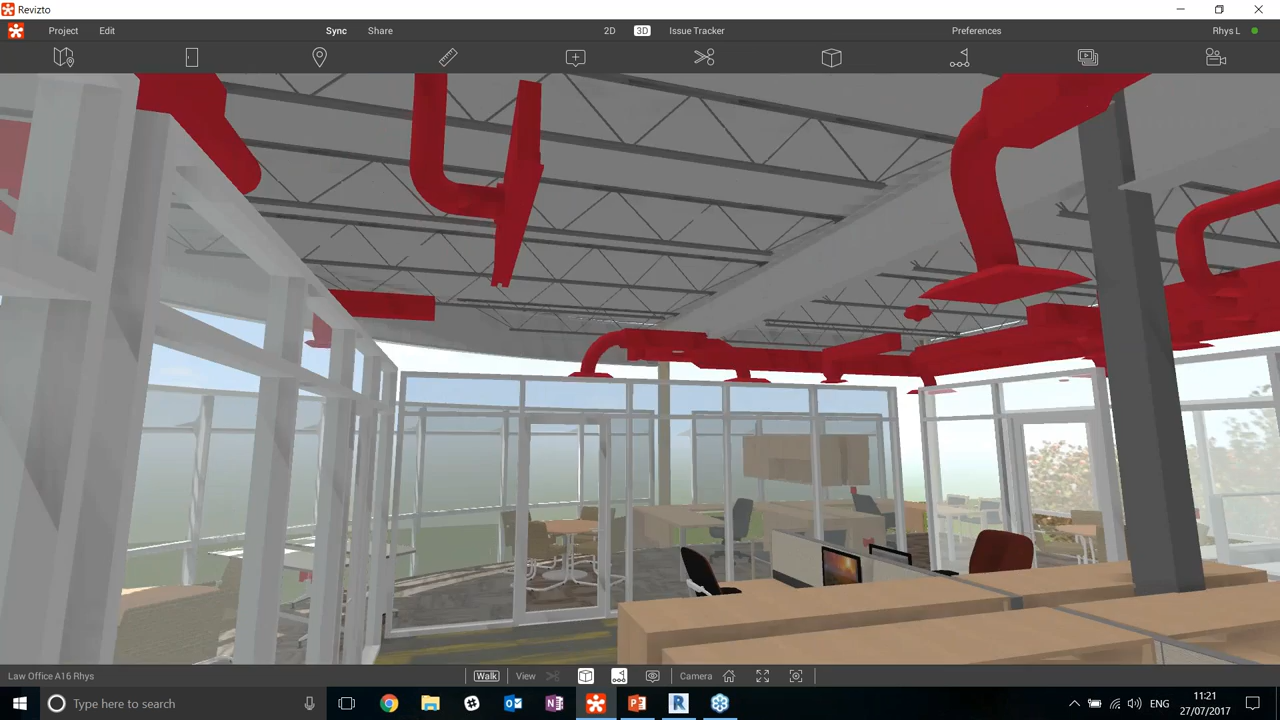 Revizto
Project Edit Sync Share 2D 3D Issue Tracker Preferences Rhys L
Law Office A16 Rhys Walk View Camera
Type here to search ENG 11:21
27/07/2017